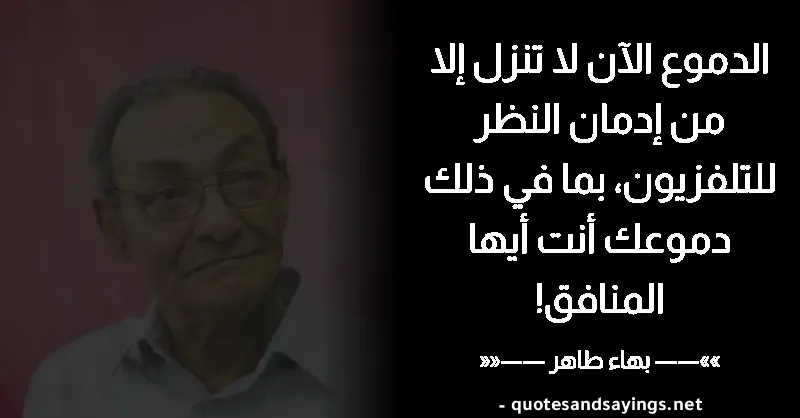 الدموع الآن لا تنزل إلا
من إدمان النظر
للتلفزيون، بما في ذلك
دموعك أنت أيها
المنافق!
»»—— بهاء طاهر ——««
- quotesandsayings.net